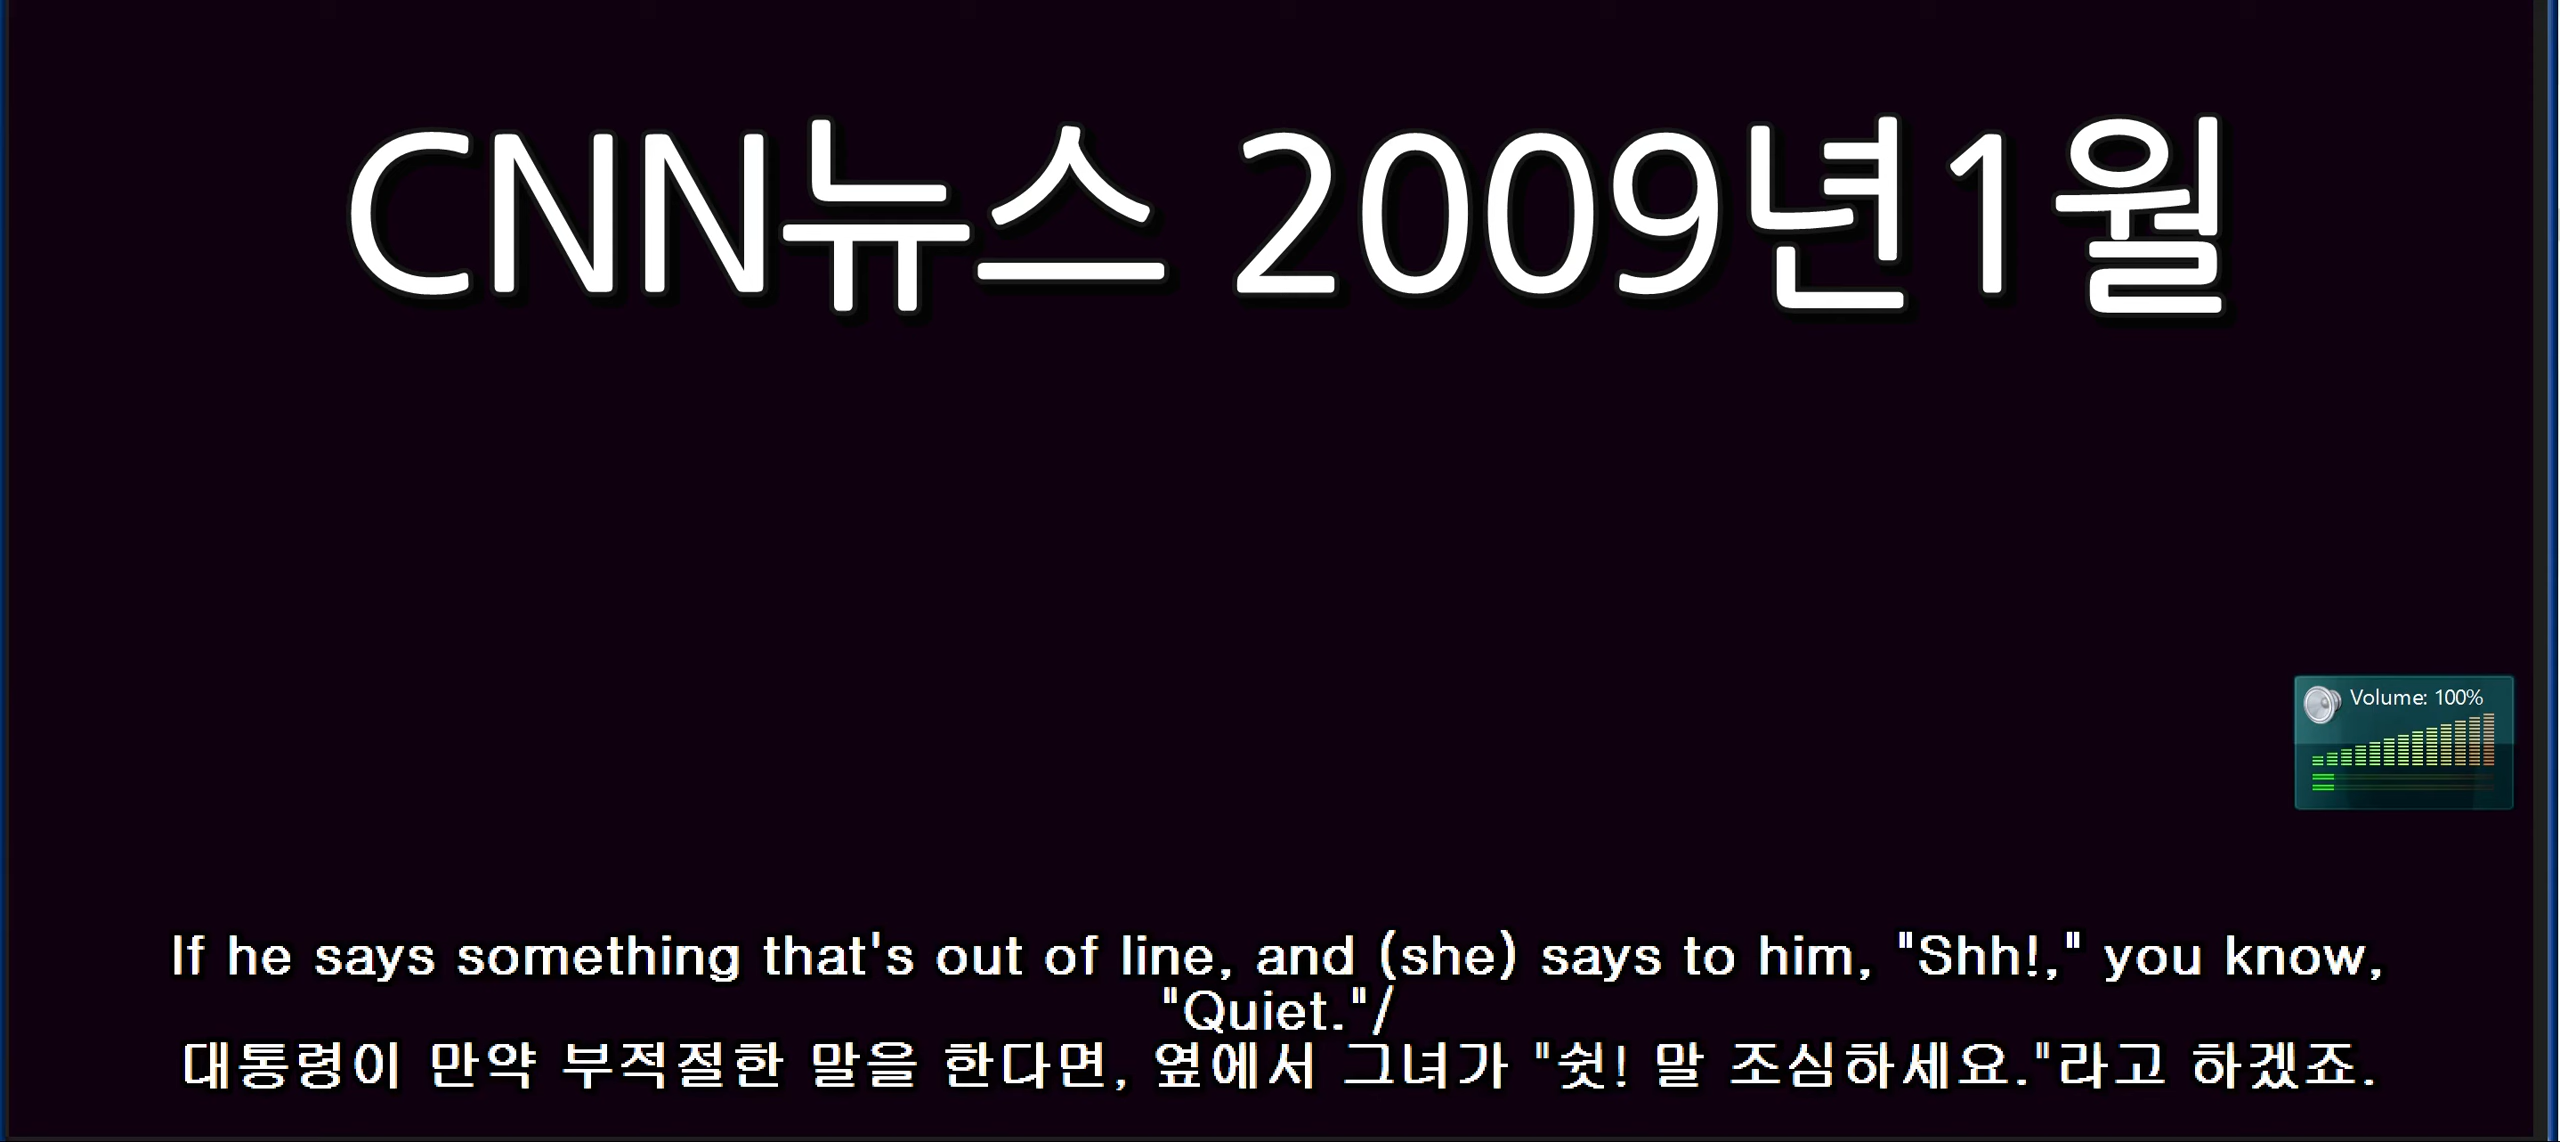 CNN뉴스 2009년1월
Volume: 100%
If he says something that's out of line, and (she) says to him, "Shh!," you know,
"Quiet."/
대통령이 만약 부적절한 말을 한다면, 옆에서 그녀가 "쉿! 말 조심하세요."라고 하겠죠.